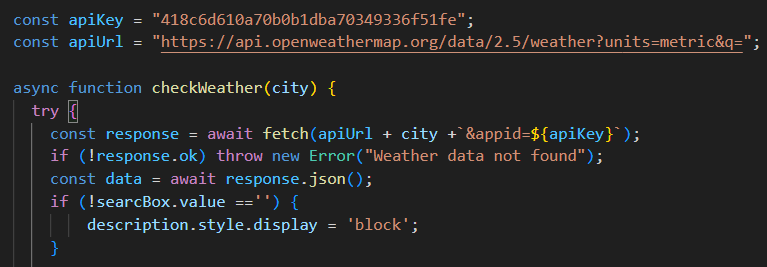 const apiKey = "418c6d610a70b0b1dba70349336f51fe";
const apiUrl = "https://api.openweathermap.org/data/2.5/weather?units=metric&q=";
async function checkWeather(city) {
try {
const response = await fetch(apiUrl + city +`&appid=${apiKey}`);
if (!response.ok) throw new Error("Weather data not found");
const data = await response.json();
if (!searcBox.value =='') {
description.style.display = 'block';
}